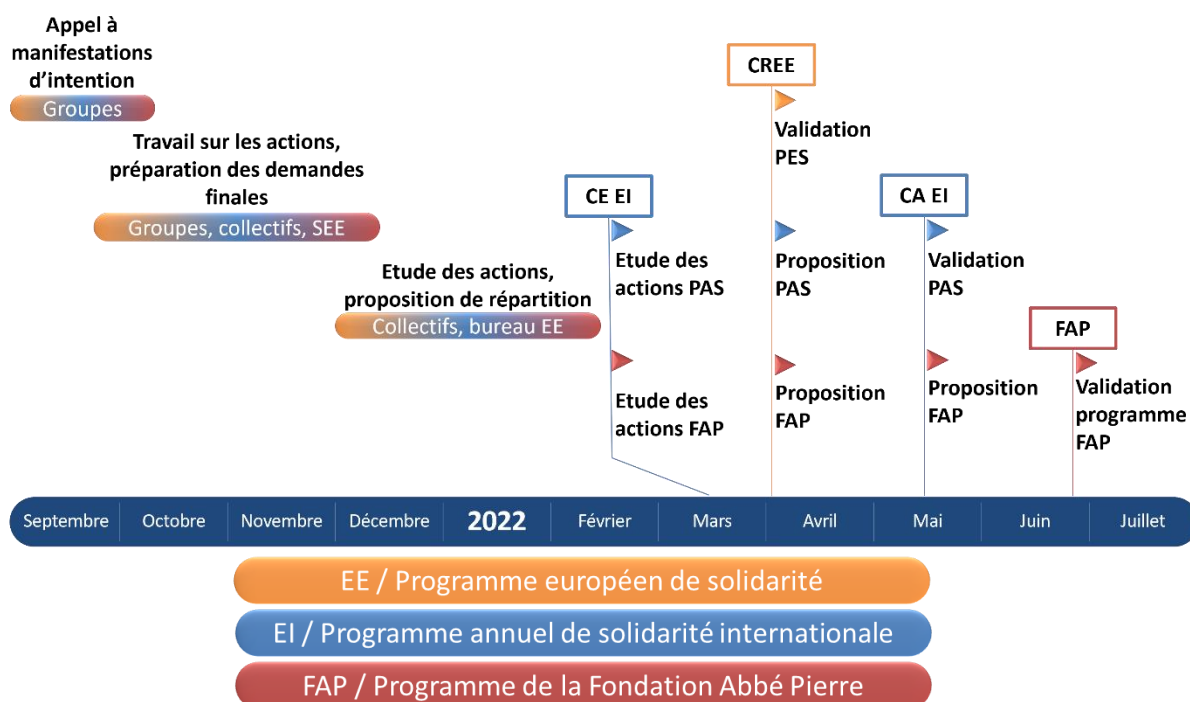 Appel à
manifestations
d'intention
Groupes
Travail sur les actions,
préparation des demandes
finales
Groupes, collectifs, SEE
Etude des actions,
proposition de répartition
Collectifs, bureau EE
CE EI
Etude des
actions PAS
Etude des
actions FAP
CREE
Validation
PES
Proposition
PAS
Proposition
FAP
CA EI
Validation
PAS
Proposition
FAP
FAP
Validation
programme
FAP
Septembre Octobre Novembre Décembre 2022 Février Mars Avril Mai Juin Juillet
EE / Programme européen de solidarité
EI / Programme annuel de solidarité internationale
FAP / Programme de la Fondation Abbé Pierre